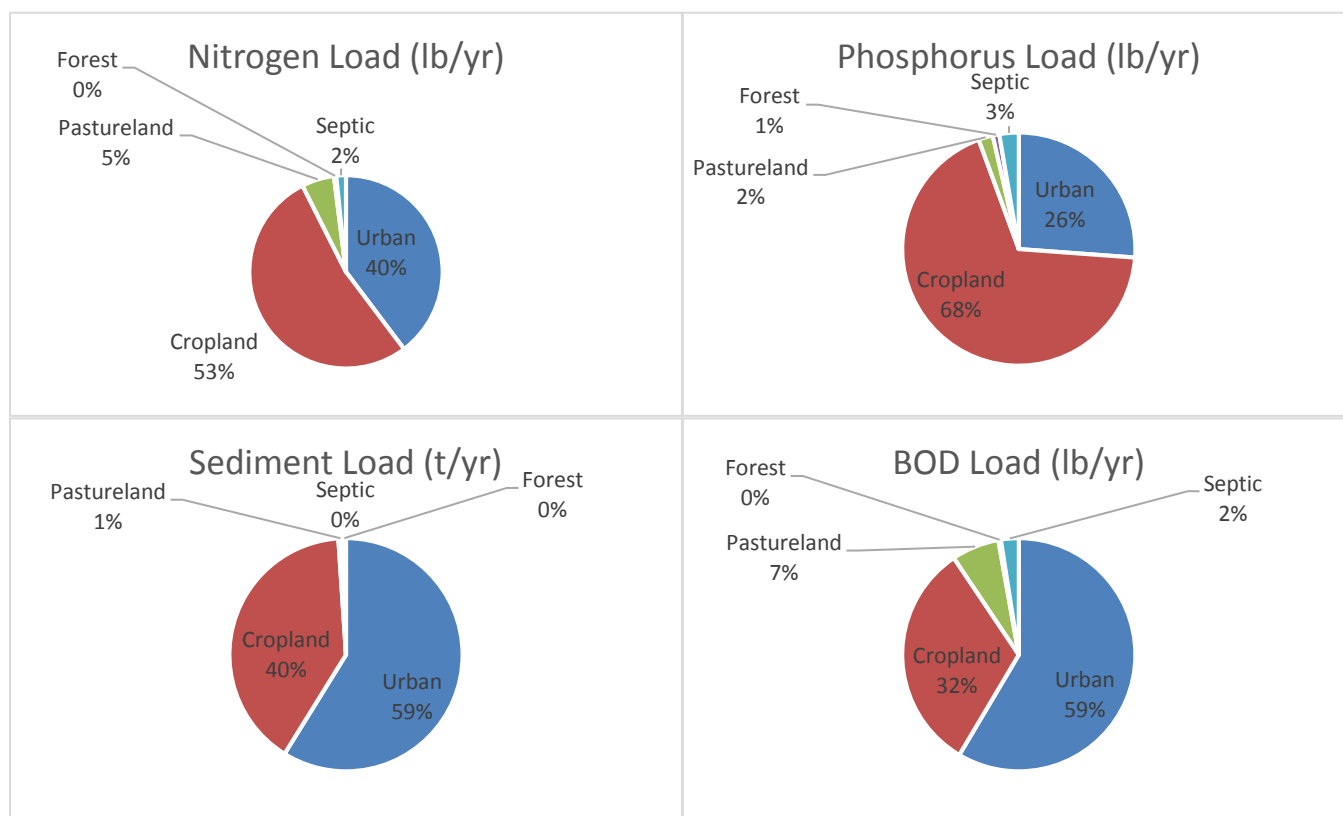 Nitrogen Load (lb/yr)
Forest
0%
Pastureland
5%
Septic
2%
Urban
40%
Cropland
53%
Phosphorus Load (lb/yr)
Septic
3%
Forest
1%
Pastureland
2%
Urban
26%
Cropland
68%
Sediment Load (t/yr)
Pastureland
1%
Septic
0%
Forest
0%
Cropland
40%
Urban
59%
BOD Load (lb/yr)
Forest
0%
Septic
2%
Pastureland
7%
Cropland
32%
Urban
59%